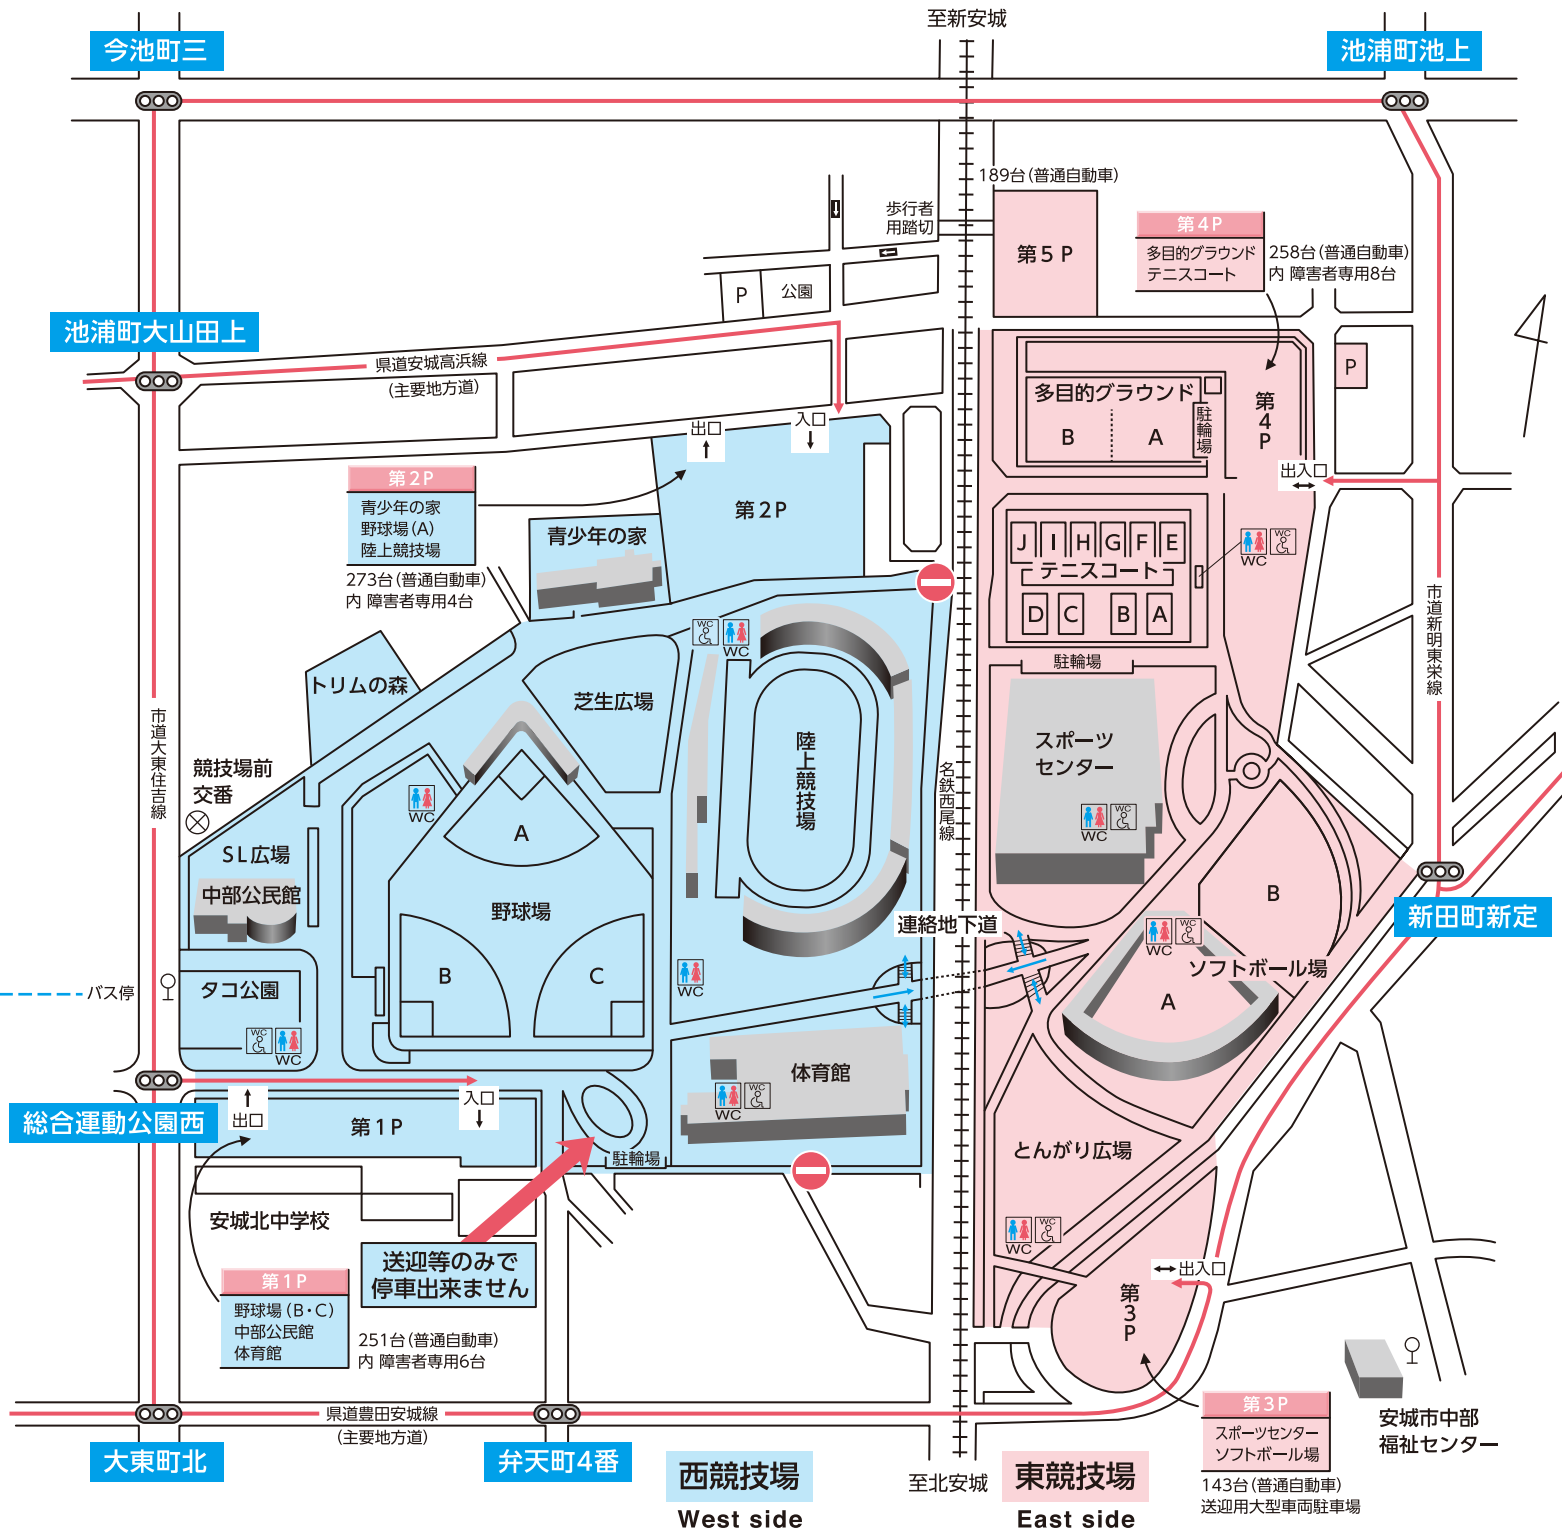 至新安城
今池町三
池浦町池上
189台(普通自動車)
歩行者
用踏切
第5P
第4P
多目的グラウンド
テニスコート
258台(普通自動車)
内 障害者専用8台
P
公園
池浦町大山田上
県道安城高浜線
(主要地方道)
P
多目的グラウンド
B
A
駐輪場
第4P
出口
入口
出入口
第2P
青少年の家
野球場(A)
陸上競技場
273台(普通自動車)
内 障害者専用4台
第2P
青少年の家
J
I
H
G
F
E
テニスコート
D
C
B
A
WC
市道新明東栄線
WC
WC
駐輪場
トリムの森
芝生広場
市道大東住吉線
競技場前
交番
陸上競技場
名鉄西尾線
スポーツ
センター
WC
WC
WC
A
SL広場
中部公民館
野球場
B
C
連絡地下道
B
新田町新定
WC
WC
ソフトボール場
A
バス停
タコ公園
WC
WC
WC
体育館
WC
WC
総合運動公園西
出口
入口
第1P
駐輪場
とんがり広場
安城北中学校
WC
WC
送迎等のみで
停車出来ません
出入口
第3P
第1P
野球場(B・C)
中部公民館
体育館
251台(普通自動車)
内 障害者専用6台
県道豊田安城線
(主要地方道)
第3P
スポーツセンター
ソフトボール場
143台(普通自動車)
送迎用大型車両駐車場
安城市中部
福祉センター
大東町北
弁天町4番
西競技場
West side
至北安城
東競技場
East side